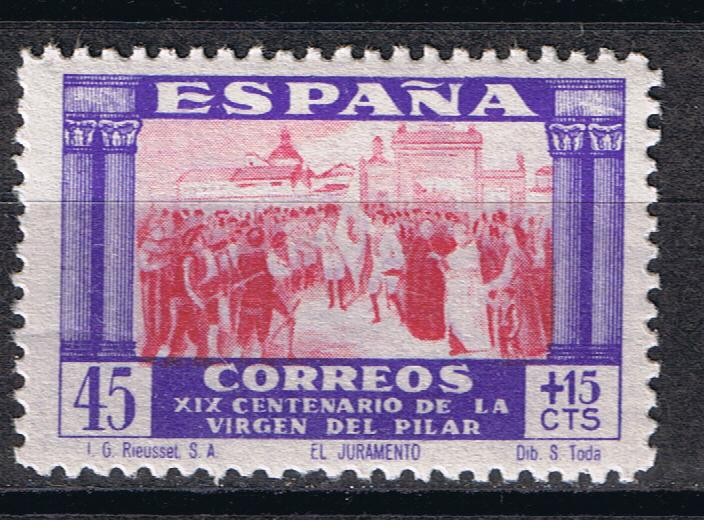 ESPAÑA
CORREOS
45
XIX CENTENARIO DE LA
VIRGEN DEL PILAR
+15
CTS
I. G. Rieusset, S. A. EL JURAMENTO Dib. S. Toda